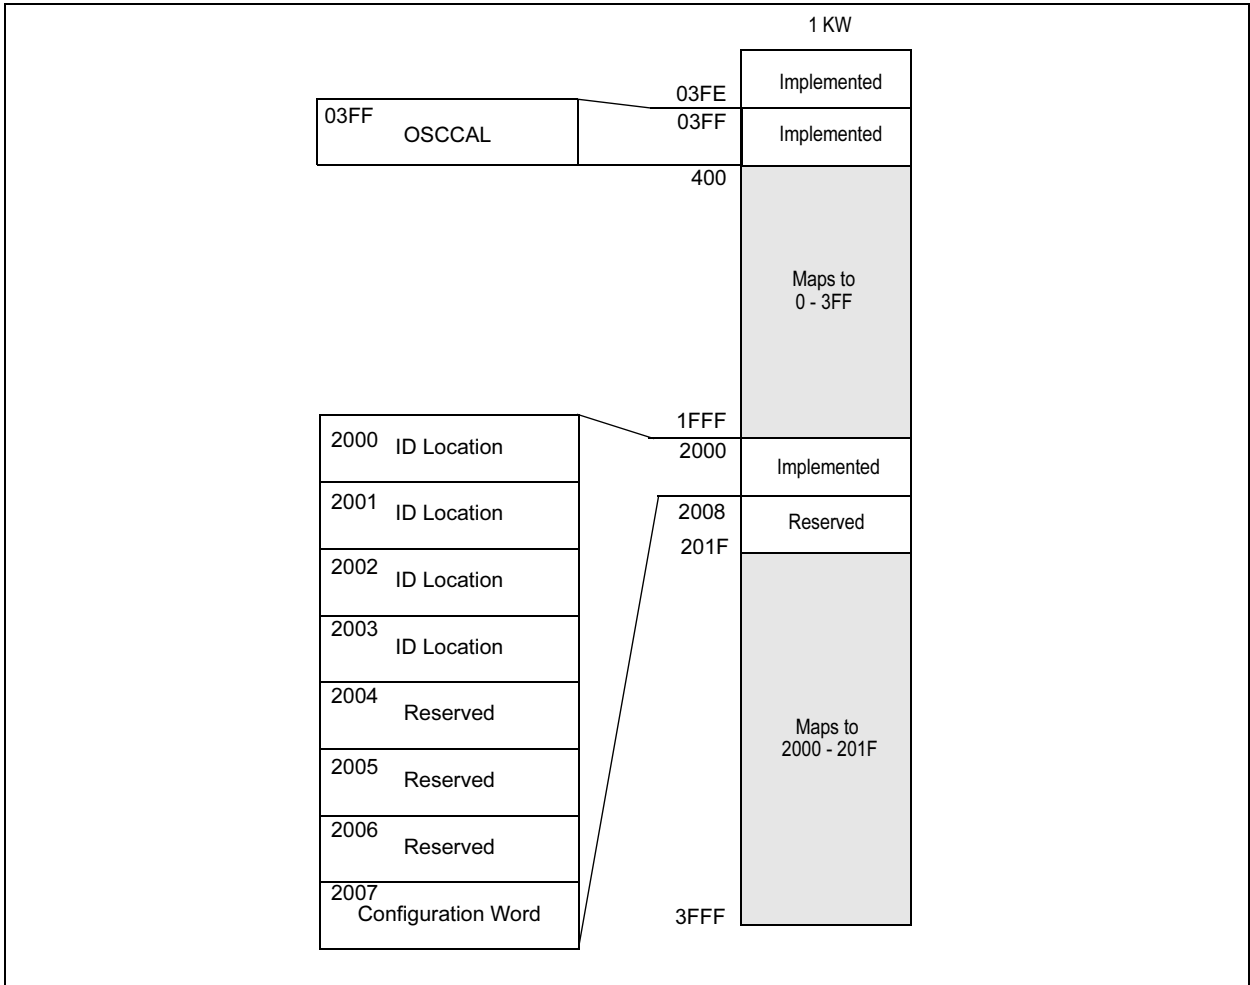 1 KW
Implemented
03FE
03FF
OSCCAL
03FF
Implemented
400
Maps to
0 - 3FF
1FFF
2000
ID Location
2000
Implemented
2001
ID Location
2008
Reserved
201F
2002
ID Location
2003
ID Location
2004
Reserved
Maps to
2000 - 201F
2005
Reserved
2006
Reserved
2007
Configuration Word
3FFF